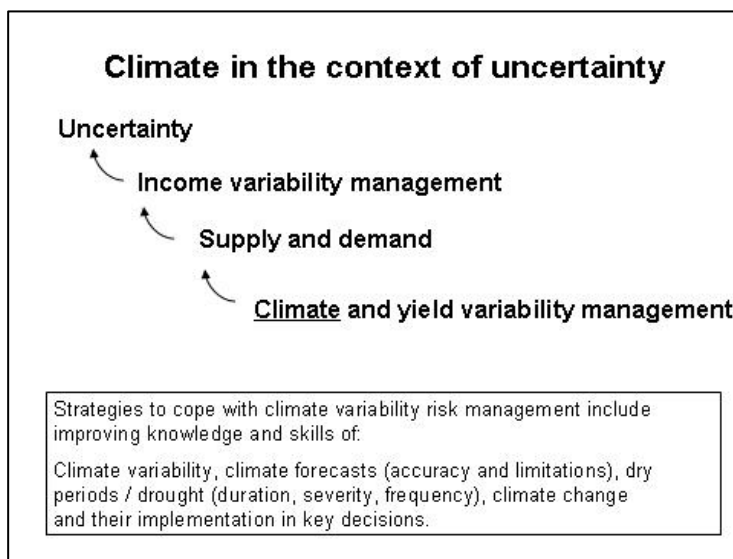 Climate in the context of uncertainty
Uncertainty
Income variability management
Supply and demand
Climate and yield variability management
Strategies to cope with climate variability risk management include
improving knowledge and skills of:
Climate variability, climate forecasts (accuracy and limitations), dry
periods / drought (duration, severity, frequency), climate change
and their implementation in key decisions.